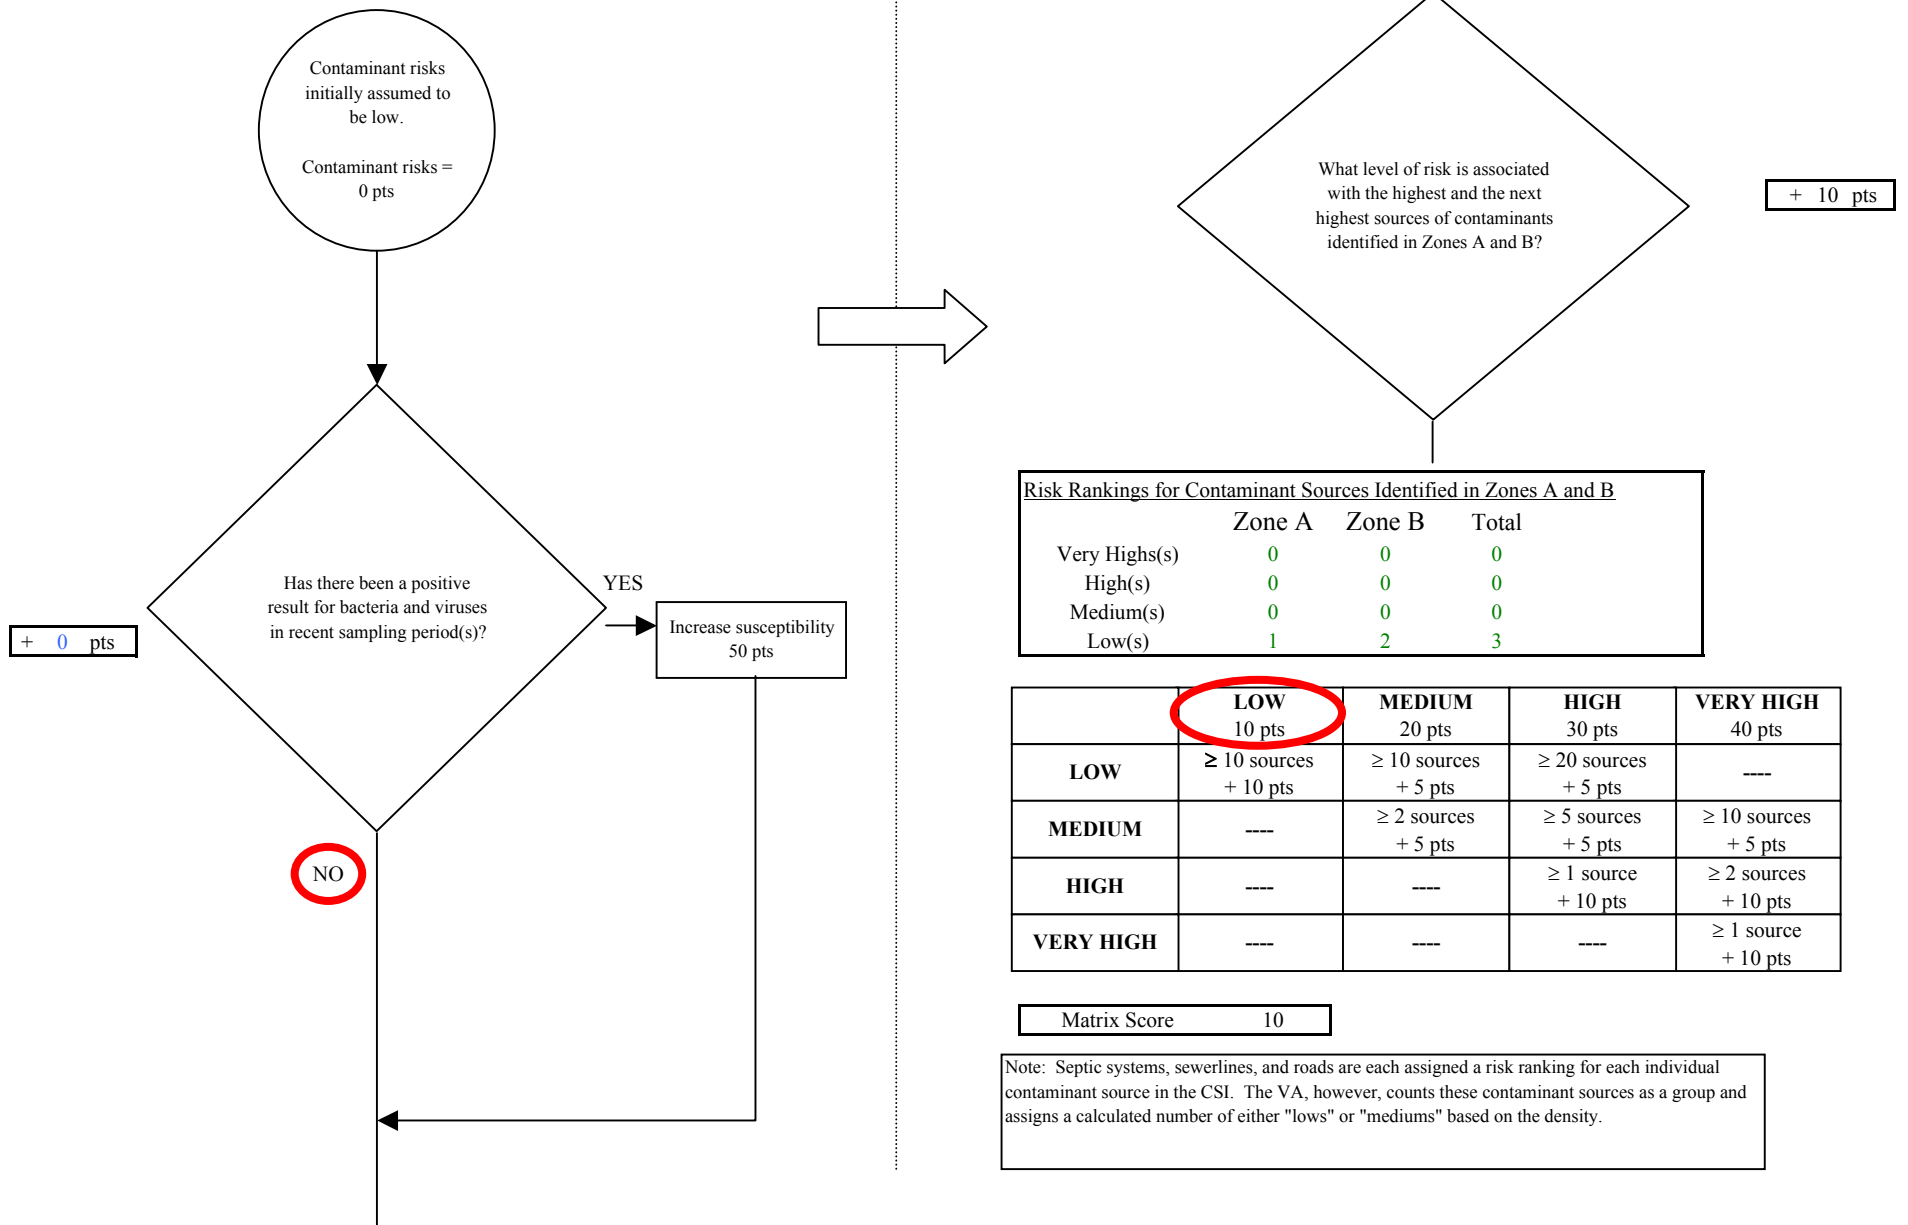 Contaminant risks
initially assumed to
be low.
Contaminant risks =
0 pts
Has there been a positive
result for bacteria and viruses
in recent sampling period(s)?
+ 0 pts
YES
Increase susceptibility
50 pts
NO
What level of risk is associated
with the highest and the next
highest sources of contaminants
identified in Zones A and B?
+ 10 pts
Risk Rankings for Contaminant Sources Identified in Zones A and B
Zone A Zone B Total
Very Highs(s) 0 0 0
High(s) 0 0 0
Medium(s) 0 0 0
Low(s) 1 2 3
LOW MEDIUM HIGH VERY HIGH
10 pts 20 pts 30 pts 40 pts
LOW ≥ 10 sources ≥ 10 sources ≥ 20 sources ----
+ 10 pts + 5 pts + 5 pts
MEDIUM ---- ≥ 2 sources ≥ 5 sources ≥ 10 sources
+ 5 pts + 5 pts + 5 pts
HIGH ---- ---- ≥ 1 source ≥ 2 sources
+ 10 pts + 10 pts
VERY HIGH ---- ---- ---- ≥ 1 source
+ 10 pts
Matrix Score 10
Note: Septic systems, sewerlines, and roads are each assigned a risk ranking for each individual
contaminant source in the CSI. The VA, however, counts these contaminant sources as a group and
assigns a calculated number of either "lows" or "mediums" based on the density.